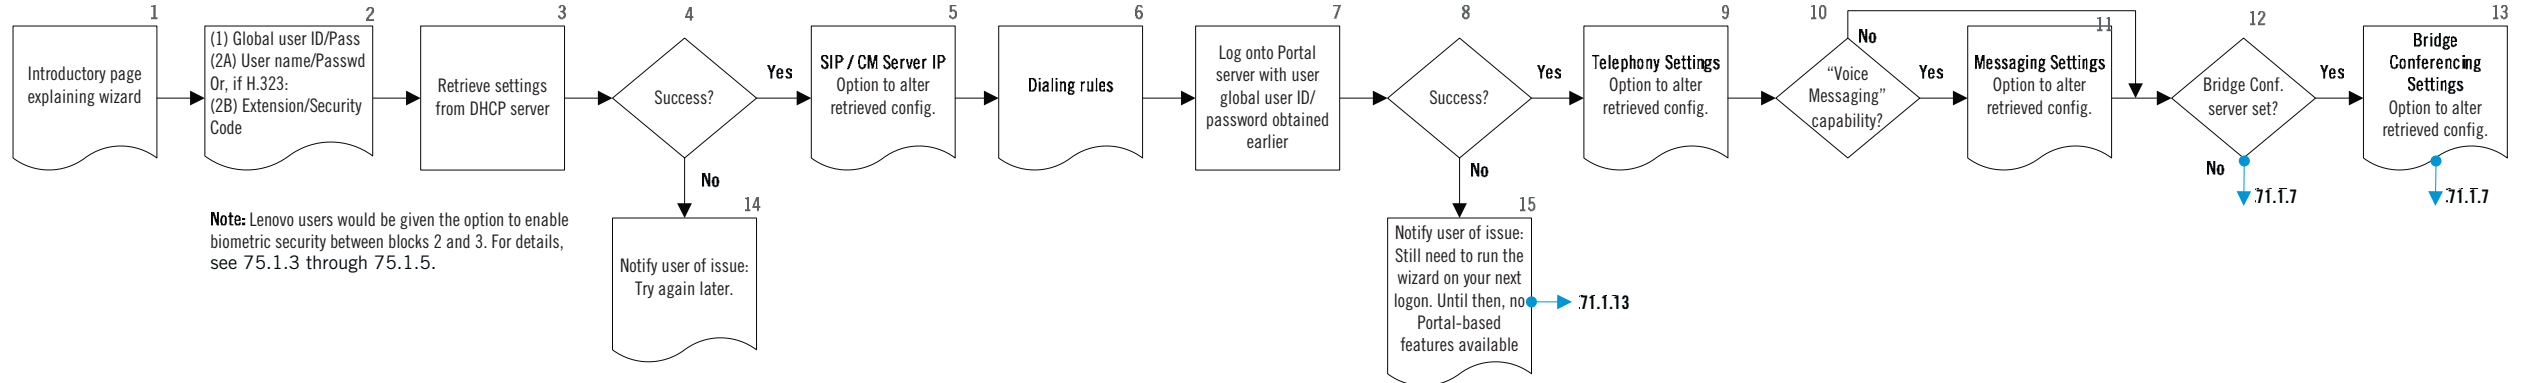 1
Introductory page
explaining wizard
2
(1) Global user ID/Pass
(2A) User name/Passwd
Or, if H.323:
(2B) Extension/Security
Code
3
Retrieve settings
from DHCP server
4
Success?
Yes
No
5
SIP / CM Server IP
Option to alter
retrieved config.
6
Dialing rules
7
Log onto Portal
server with user
global user ID/
password obtained
earlier
8
Success?
Yes
No
9
Telephony Settings
Option to alter
retrieved config.
10
“Voice
Messaging”
capability?
No
Yes
11
Messaging Settings
Option to alter
retrieved config.
12
Bridge Conf.
server set?
Yes
No
71.1.7
13
Bridge
Conferencing
Settings
Option to alter
retrieved config.
71.1.7
Note: Lenovo users would be given the option to enable
biometric security between blocks 2 and 3. For details,
see 75.1.3 through 75.1.5.
14
Notify user of issue:
Try again later.
15
Notify user of issue:
Still need to run the
wizard on your next
logon. Until then, no
Portal-based
features available
71.1.13